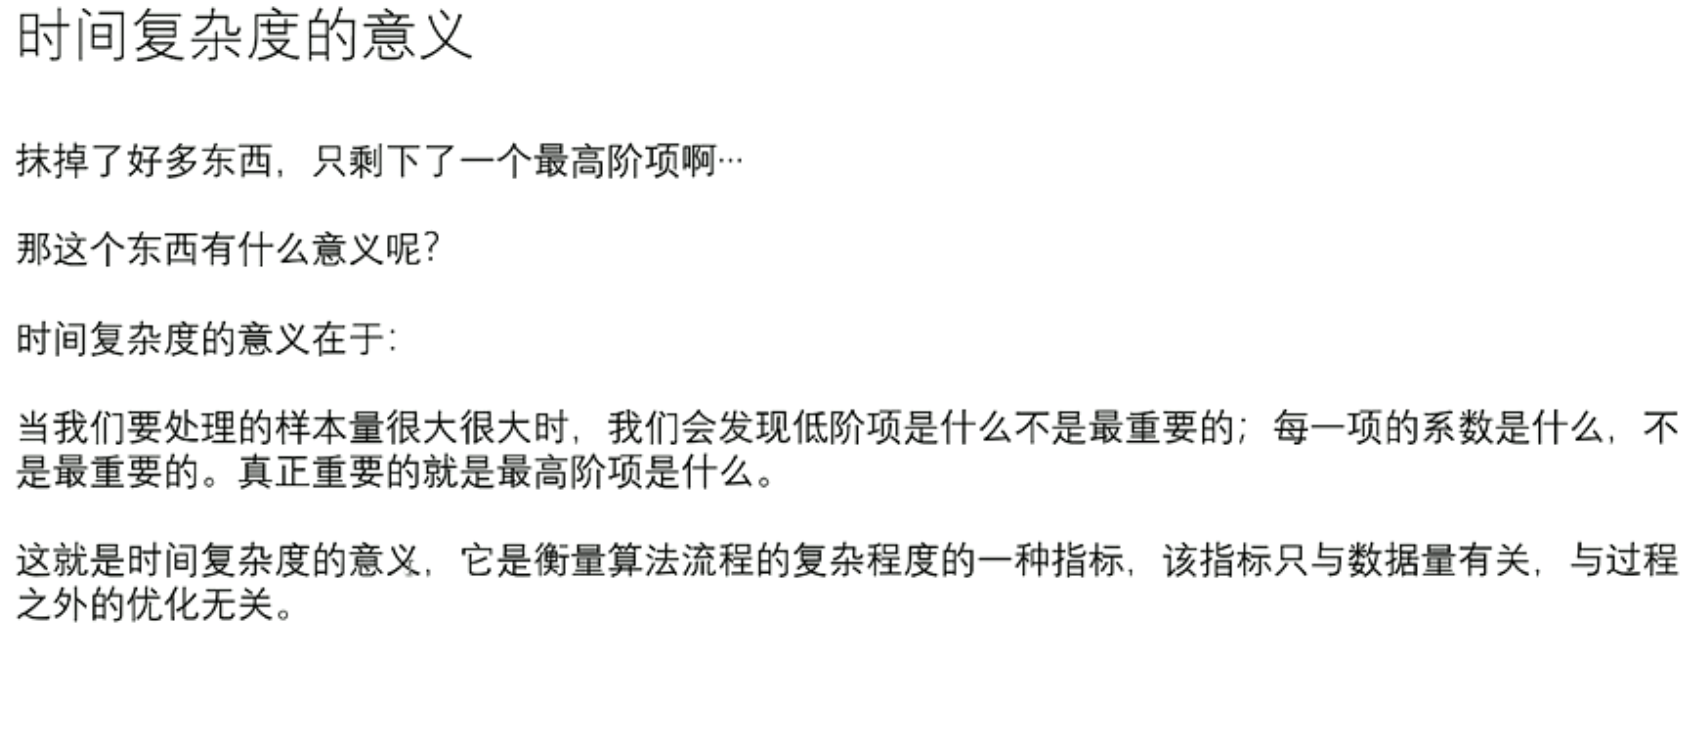 时间复杂度的意义
抹掉了好多东西，只剩下了一个最高阶项啊…
那这个东西有什么意义呢？
时间复杂度的意义在于：
当我们要处理的样本量很大很大时，我们会发现低阶项是什么不是最重要的；每一项的系数是什么，不
是最重要的。真正重要的就是最高阶项是什么。
这就是时间复杂度的意义，它是衡量算法流程的复杂程度的一种指标，该指标只与数据量有关，与过程
之外的优化无关。